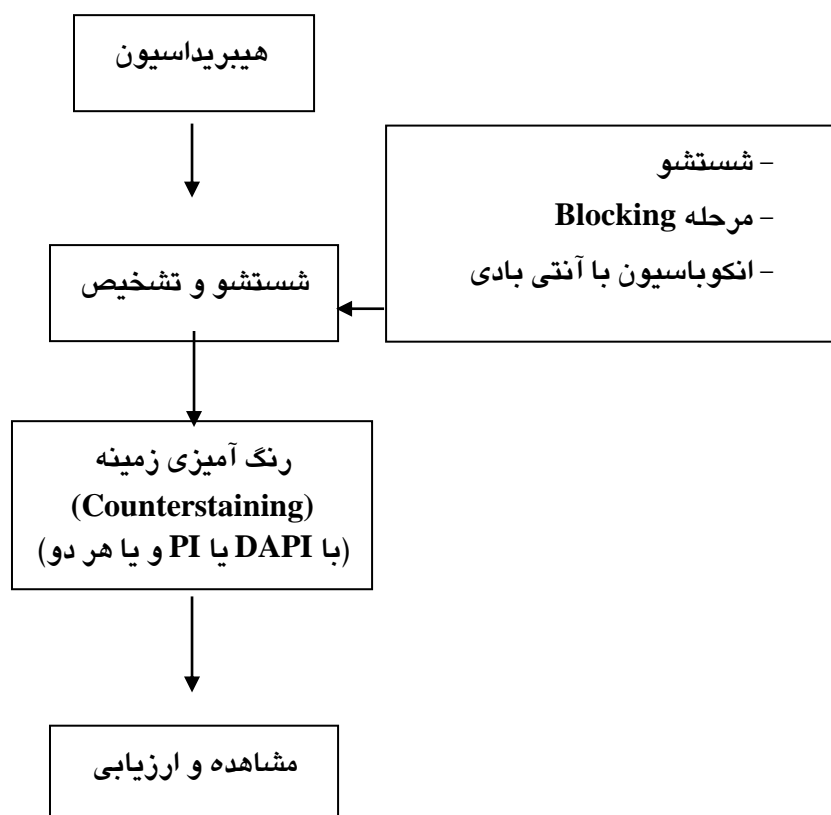 هیبریداسیون
- شستشو
- مرحله Blocking
- انکوباسیون با آنتی بادی
شستشو و تشخیص
رنگ آمیزی زمینه
(Counterstaining)
(با DAPI یا PI و یا هر دو)
مشاهده و ارزیابی